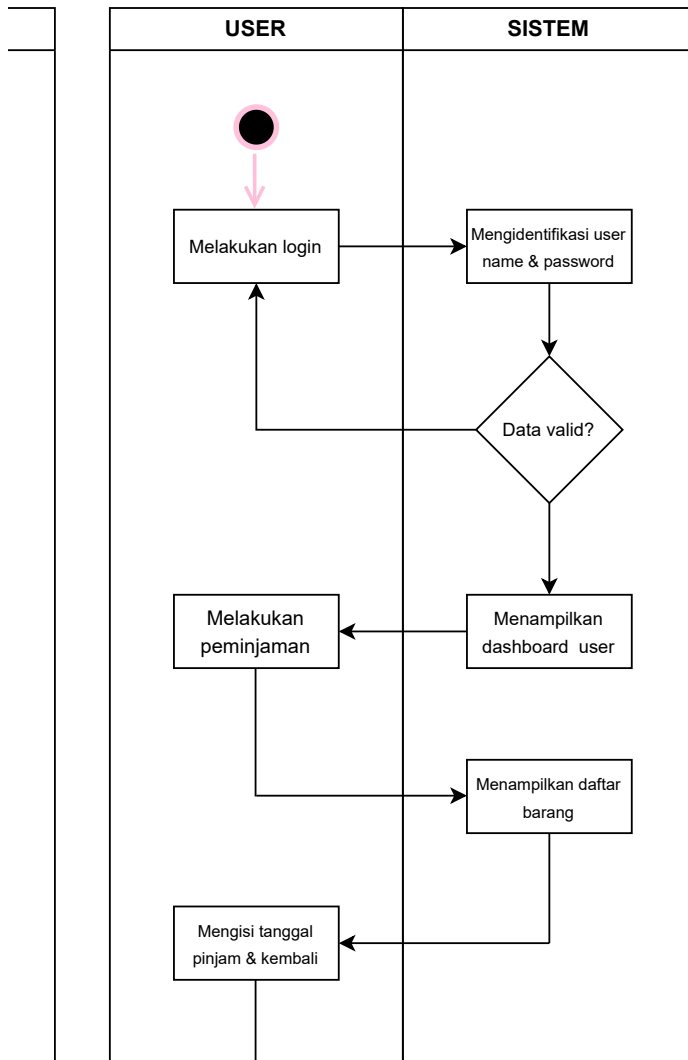 USER
SISTEM
Melakukan login
Mengidentifikasi user
name & password
Data valid?
Melakukan
peminjaman
Menampilkan
dashboard user
Menampilkan daftar
barang
Mengisi tanggal
pinjam & kembali